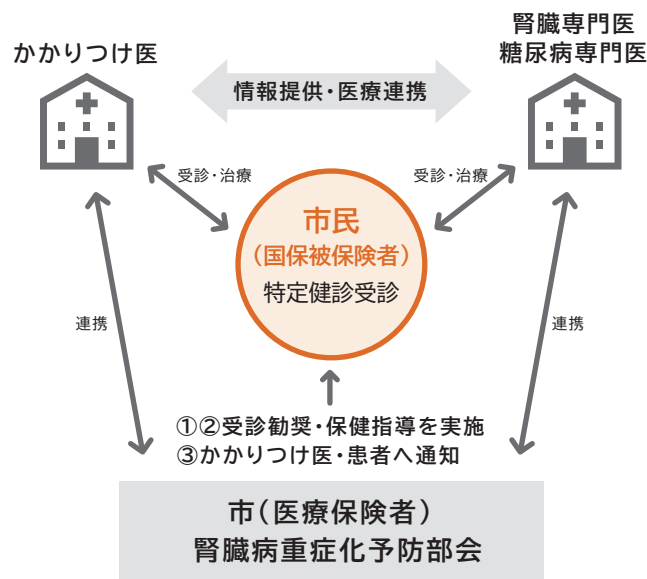 かかりつけ医
腎臓専門医
糖尿病専門医
情報提供・医療連携
受診・治療
受診・治療
市民
（国保被保険者）
特定健診受診
連携
連携
①②受診勧奨・保健指導を実施
③かかりつけ医・患者へ通知
市（医療保険者）
腎臓病重症化予防部会